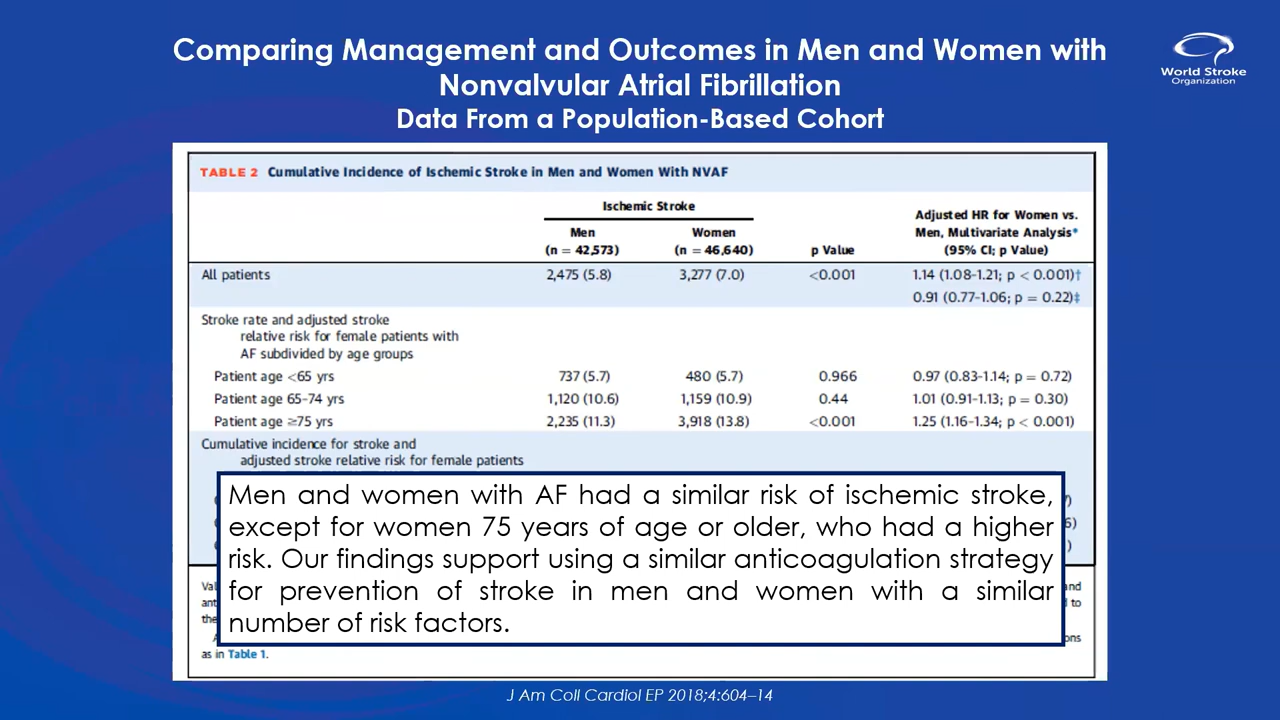 Comparing Management and Outcomes in Men and Women with
Nonvalvular Atrial Fibrillation
Data From a Population-Based Cohort
World Stroke
Organization
TABLE 2 Cumulative Incidence of Ischemic Stroke in Men and Women With NVAF
Ischemic Stroke
Men
(n = 42,573)
Women
(n = 46,640)
p Value
Adjusted HR for Women vs.
Men, Multivariate Analysis*
(95% CI; p Value)
All patients 2,475 (5.8) 3,277 (7.0) <0.001 1.14 (1.08-1.21; p < 0.001)†
0.91 (0.77-1.06; p = 0.22)‡
Stroke rate and adjusted stroke
relative risk for female patients with
AF subdivided by age groups
Patient age <65 yrs 737 (5.7) 480 (5.7) 0.966 0.97 (0.83-1.14; p = 0.72)
Patient age 65-74 yrs 1,120 (10.6) 1,159 (10.9) 0.44 1.01 (0.91-1.13; p = 0.30)
Patient age ≥75 yrs 2,235 (11.3) 3,918 (13.8) <0.001 1.25 (1.16-1.34; p < 0.001)
Cumulative incidence for stroke and
adjusted stroke relative risk for female patients
Men and women with AF had a similar risk of ischemic stroke,
except for women 75 years of age or older, who had a higher
risk. Our findings support using a similar anticoagulation strategy
for prevention of stroke in men and women with a similar
number of risk factors.
as in Table 1.
J Am Coll Cardiol EP 2018;4:604–14